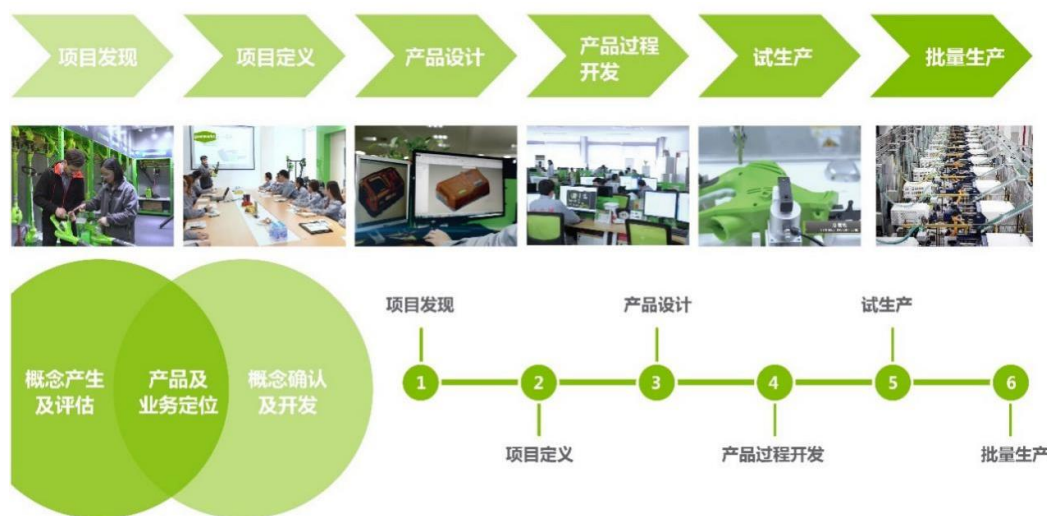 项目发现
项目定义
产品设计
产品过程
开发
试生产
批量生产
概念产生
及评估
产品及
业务定位
概念确认
及开发
项目发现
产品设计
试生产
1
2
3
4
5
6
项目定义
产品过程开发
批量生产